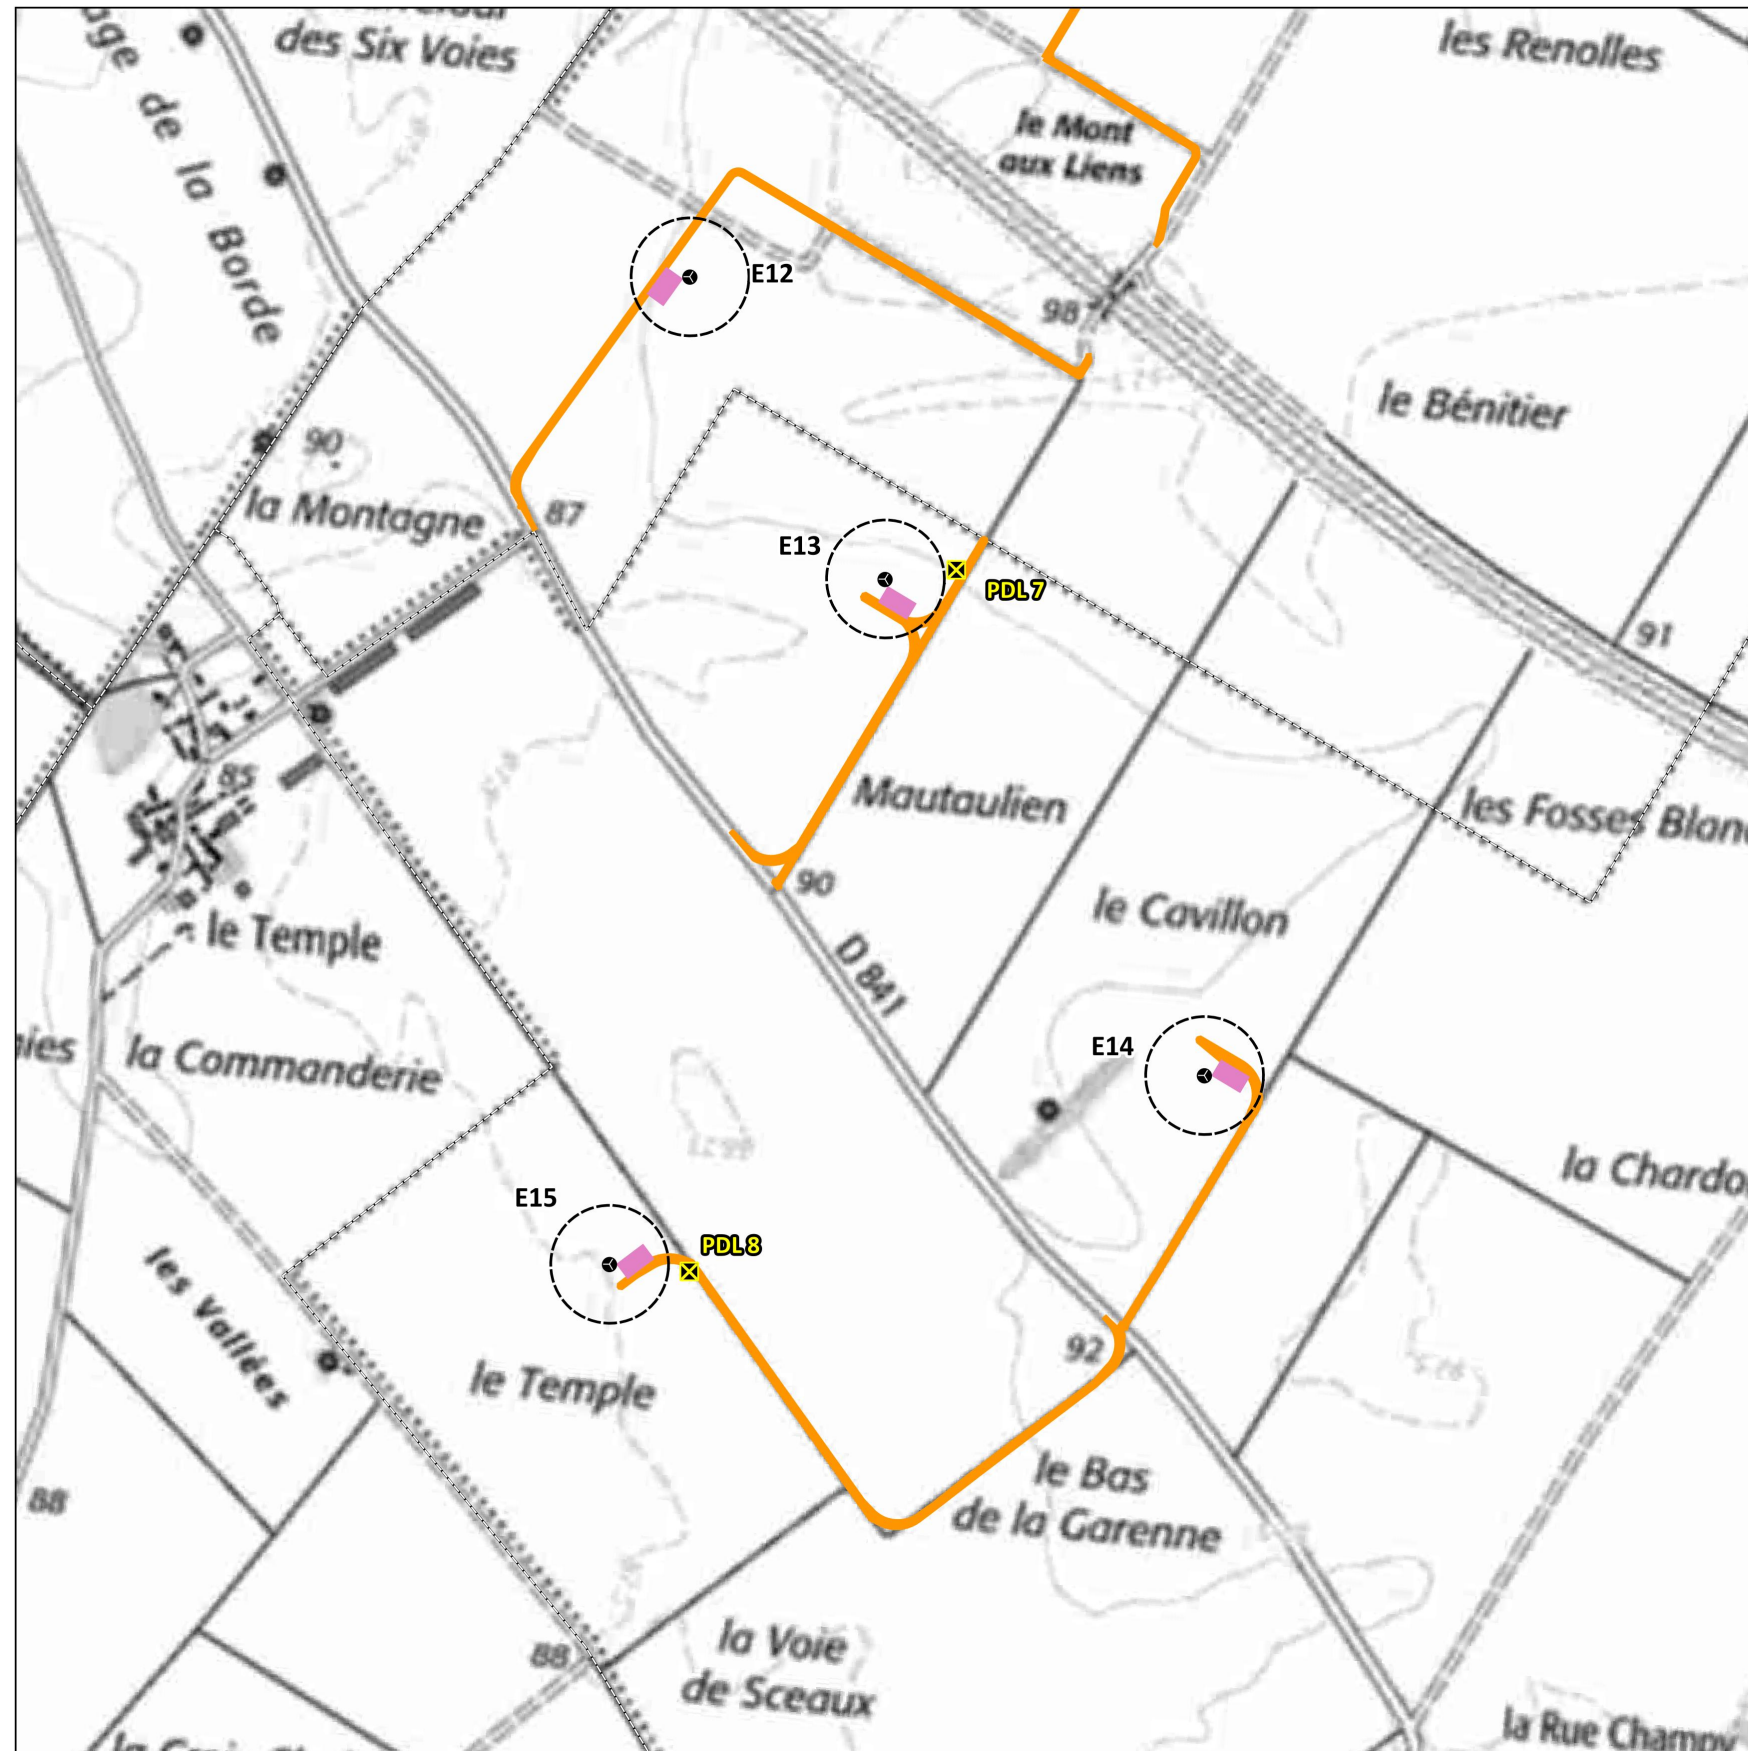 des Six Voies
les Renolles
age de la Borde
le Mont
aux Liens
E12
98
le Bénitier
90
la Montagne
87
E13
PDL 7
91
85
Mautaulien
les Fosses Blanc
90
le Cavillon
le Temple
D 841
E14
la Commanderie
la Chardo
E15
PDL 8
les Vallées
92
le Temple
le Bas
de la Garenne
88
la Voie
de Sceaux
88
la Rue Champy